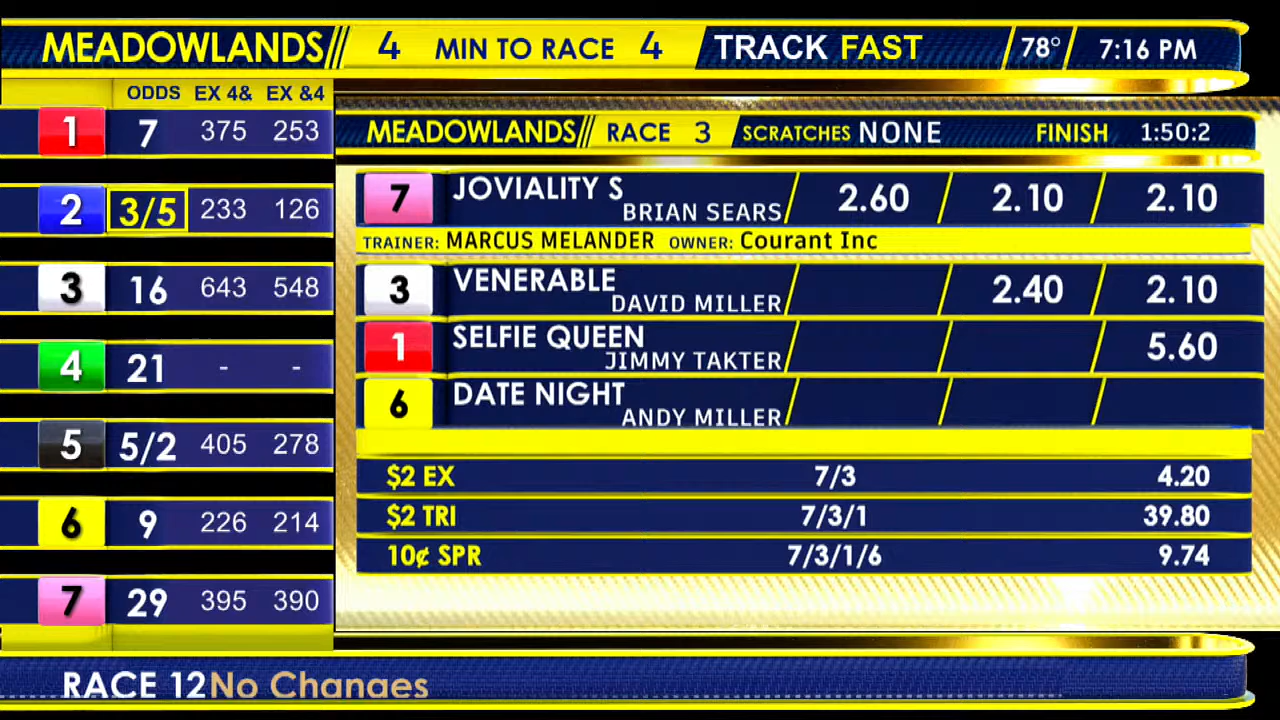 MEADOWLANDS// 4 MIN TO RACE 4 TRACK FAST 78° 7:16 PM
ODDS EX 4& EX &4
1 7 375 253
2 3/5 233 126
3 16 643 548
4 21 - -
5 5/2 405 278
6 9 226 214
7 29 395 390
MEADOWLANDS// RACE 3 SCRATCHES NONE FINISH 1:50:2
7 JOVIALITY S 2.60 2.10 2.10
BRIAN SEARS
TRAINER: MARCUS MELANDER OWNER: Courant Inc
3 VENERABLE 2.40 2.10
DAVID MILLER
1 SELFIE QUEEN 5.60
JIMMY TAKTER
6 DATE NIGHT
ANDY MILLER
$2 EX 7/3 4.20
$2 TRI 7/3/1 39.80
10¢ SPR 7/3/1/6 9.74
RACE 12 No Changes